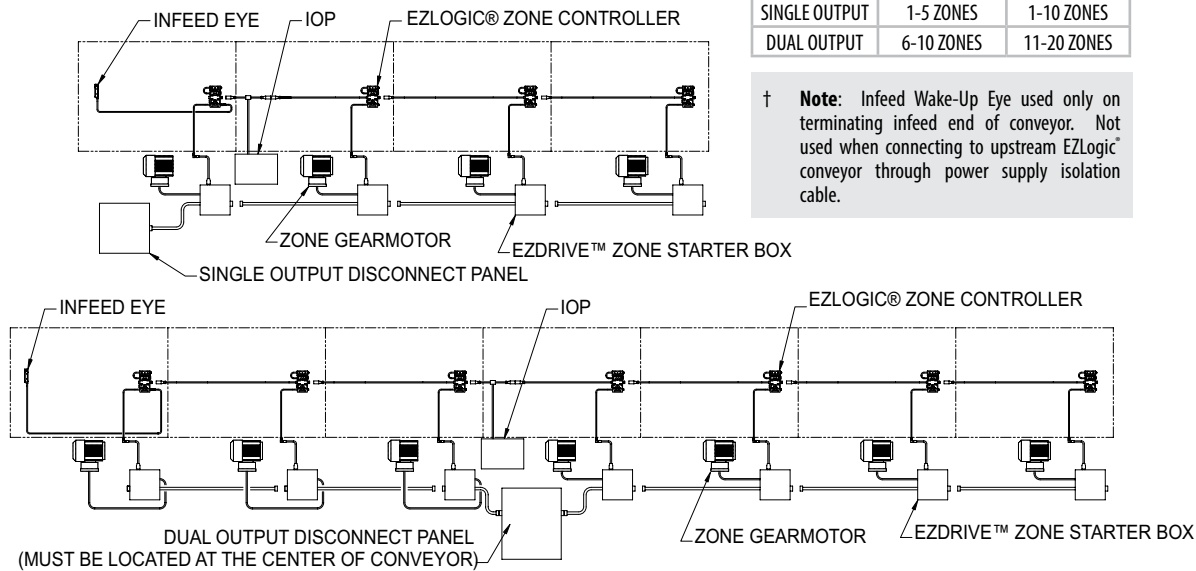 INFEED EYE
IOP
EZLOGIC® ZONE CONTROLLER
ZONE GEARMOTOR
EZDRIVE™ ZONE STARTER BOX
SINGLE OUTPUT DISCONNECT PANEL
SINGLE OUTPUT 1-5 ZONES 1-10 ZONES
DUAL OUTPUT 6-10 ZONES 11-20 ZONES
† Note: Infeed Wake-Up Eye used only on
terminating infeed end of conveyor. Not
used when connecting to upstream EZLogic®
conveyor through power supply isolation
cable.
INFEED EYE
IOP
EZLOGIC® ZONE CONTROLLER
DUAL OUTPUT DISCONNECT PANEL
(MUST BE LOCATED AT THE CENTER OF CONVEYOR)
ZONE GEARMOTOR
EZDRIVE™ ZONE STARTER BOX